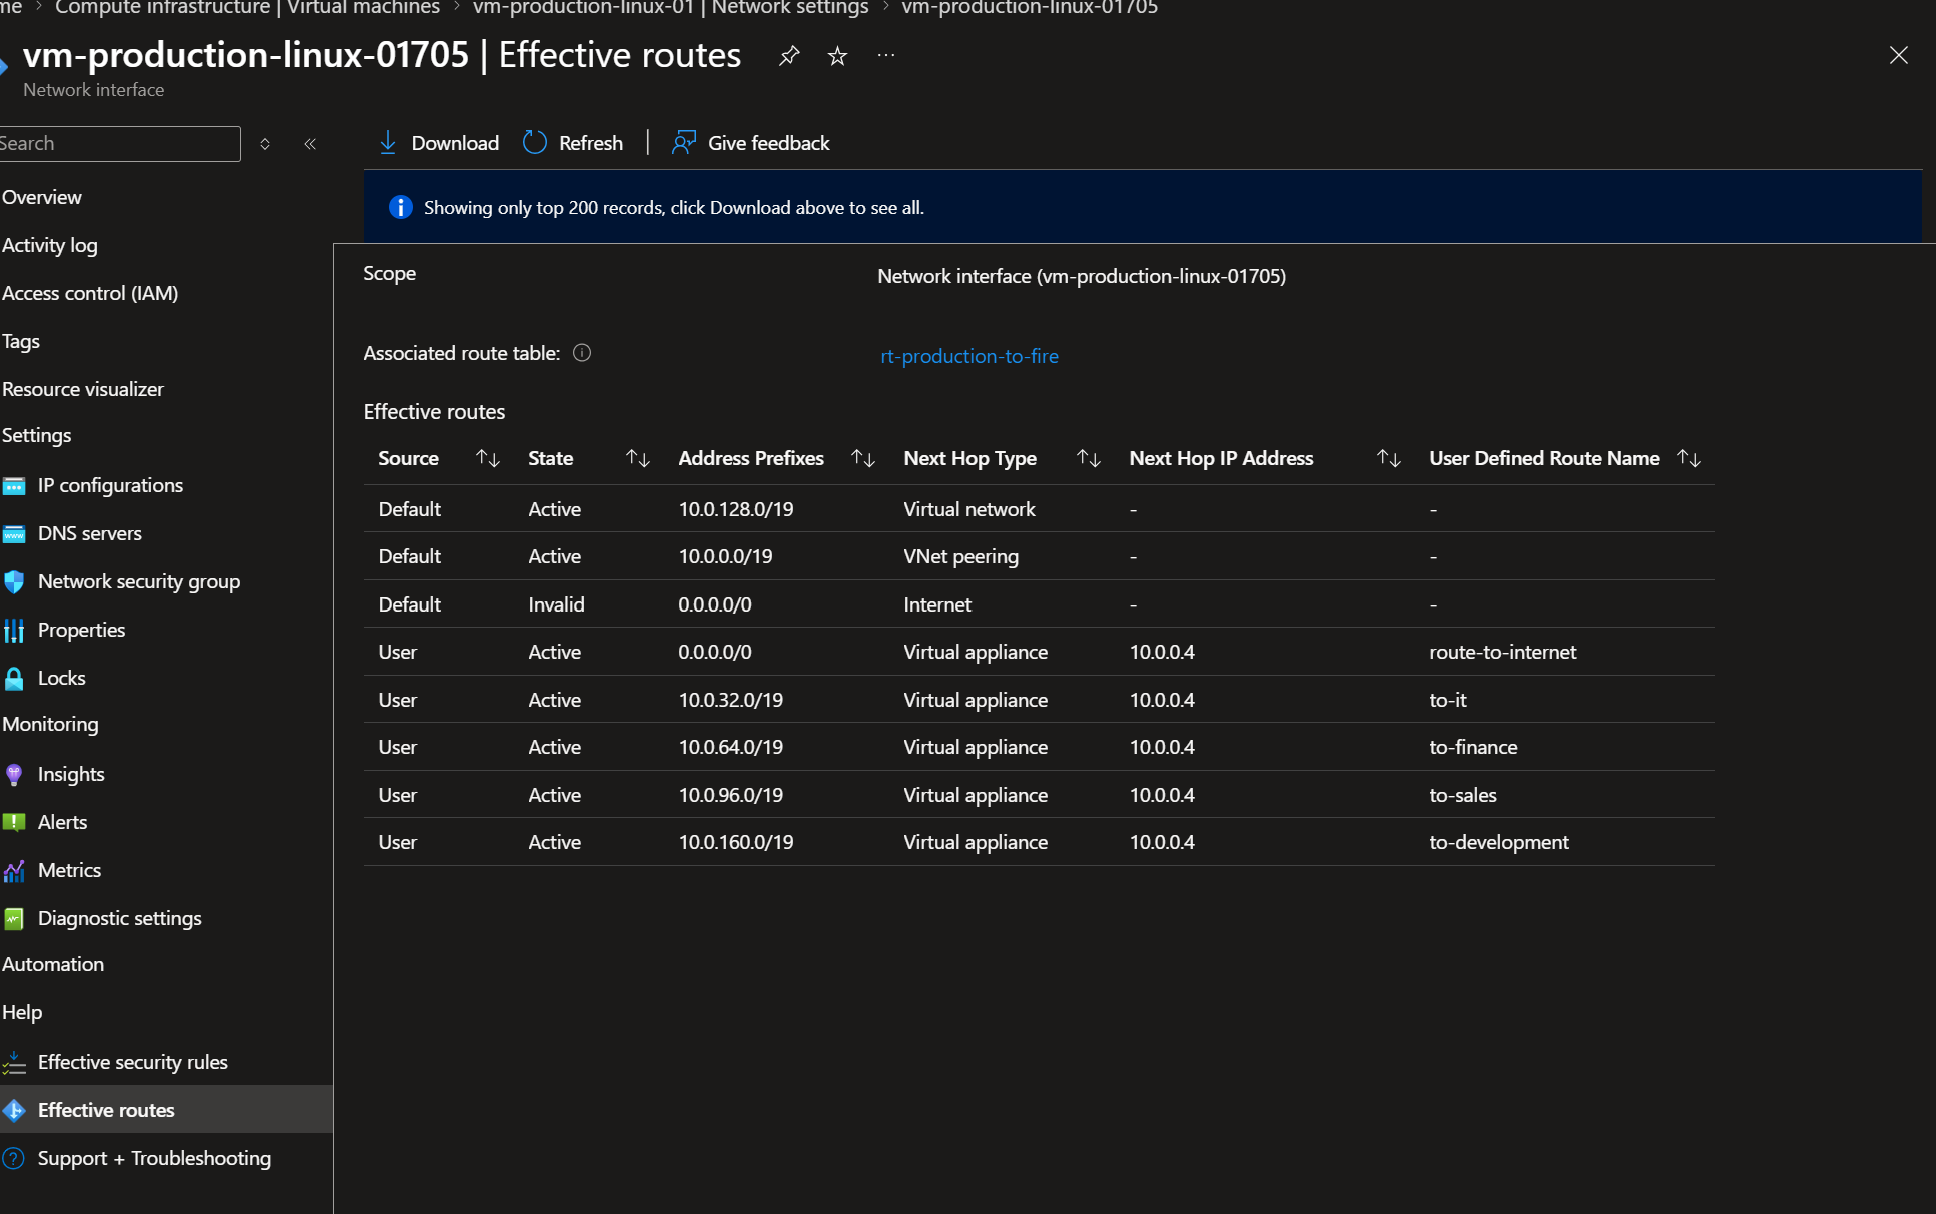 Compute infrastructure | Virtual machines > vm-production-linux-01 | Network settings > vm-production-linux-01705
vm-production-linux-01705 | Effective routes
Network interface
Search
Download Refresh | Give feedback
Showing only top 200 records, click Download above to see all.
Overview
Activity log
Access control (IAM)
Tags
Resource visualizer
Settings
IP configurations
DNS servers
Network security group
Properties
Locks
Monitoring
Insights
Alerts
Metrics
Diagnostic settings
Automation
Help
Effective security rules
Effective routes
Support + Troubleshooting
Scope Network interface (vm-production-linux-01705)
Associated route table: rt-production-to-fire
Effective routes
Source State Address Prefixes Next Hop Type Next Hop IP Address User Defined Route Name
Default Active 10.0.128.0/19 Virtual network - -
Default Active 10.0.0.0/19 VNet peering - -
Default Invalid 0.0.0.0/0 Internet - -
User Active 0.0.0.0/0 Virtual appliance 10.0.0.4 route-to-internet
User Active 10.0.32.0/19 Virtual appliance 10.0.0.4 to-it
User Active 10.0.64.0/19 Virtual appliance 10.0.0.4 to-finance
User Active 10.0.96.0/19 Virtual appliance 10.0.0.4 to-sales
User Active 10.0.160.0/19 Virtual appliance 10.0.0.4 to-development